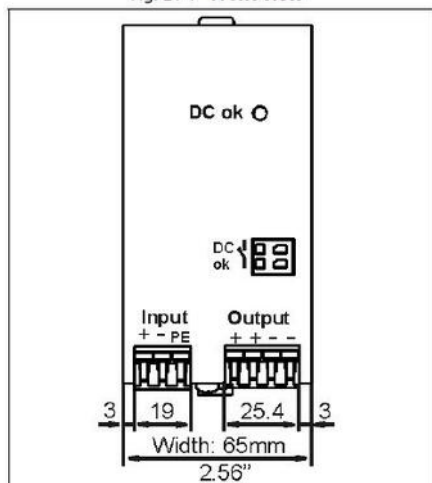 DC ok
DC
ok
Input Output
+ - PE + + - -
3 19 25.4 3
Width: 65mm
2.56"